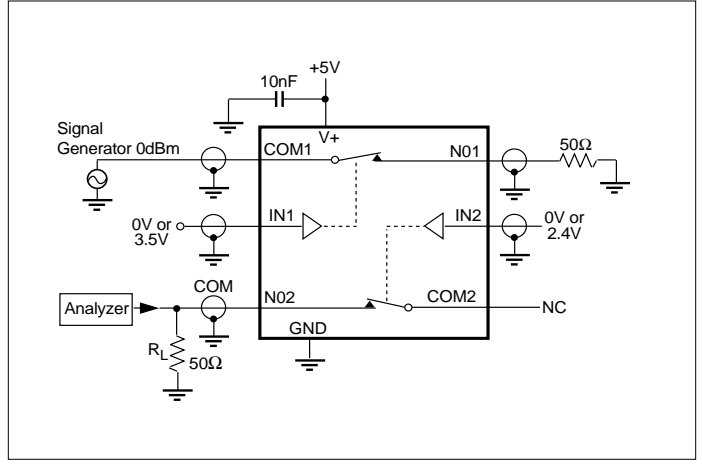 +5V
10nF
V+
Signal
Generator 0dBm
COM1
N01
50Ω
0V or
3.5V
IN1
IN2
0V or
2.4V
COM
N02
COM2
NC
Analyzer
GND
RL
50Ω